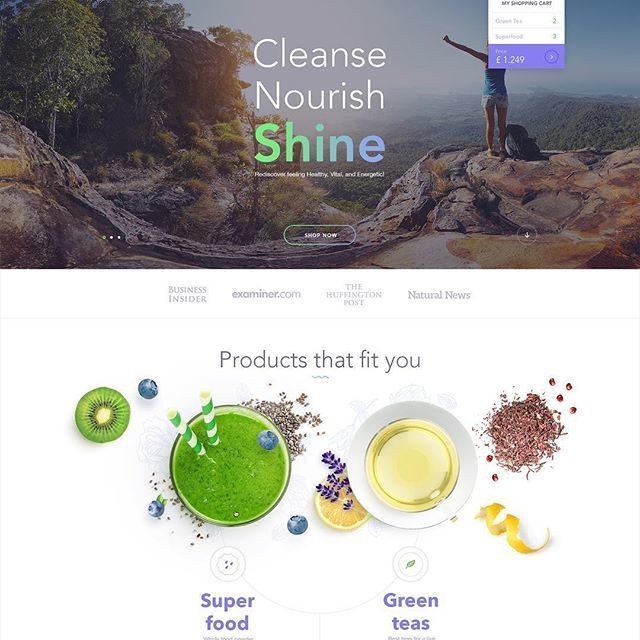 MY SHOPPING CART
Green Tea 2
Superfood 3
Price
£ 1.249
Cleanse
Nourish
Shine
Rediscover feeling Healthy, Vital, and Energetic!
SHOP NOW
BUSINESS
INSIDER
examiner.com
THE
HUFFINGTON
POST
Natural News
Products that fit you
Super
food
Green
teas